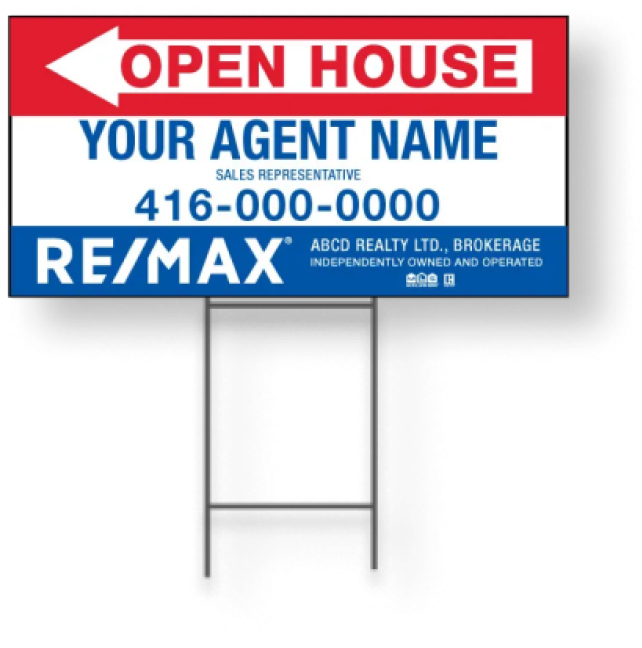 OPEN HOUSE
YOUR AGENT NAME
SALES REPRESENTATIVE
416-000-0000
RE/MAX®
ABCD REALTY LTD., BROKERAGE
INDEPENDENTLY OWNED AND OPERATED